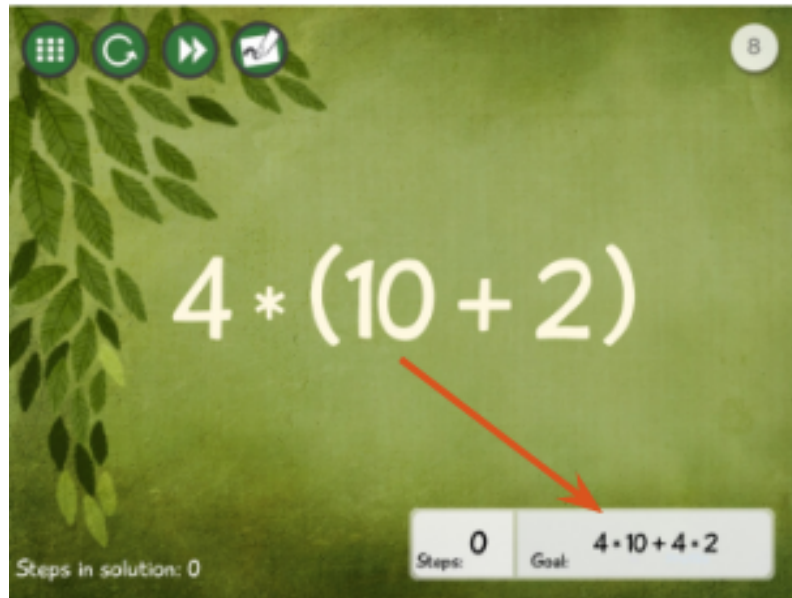 8
4 * (10 + 2)
Steps in solution: 0
Steps: 0
Goal: 4 · 10 + 4 · 2